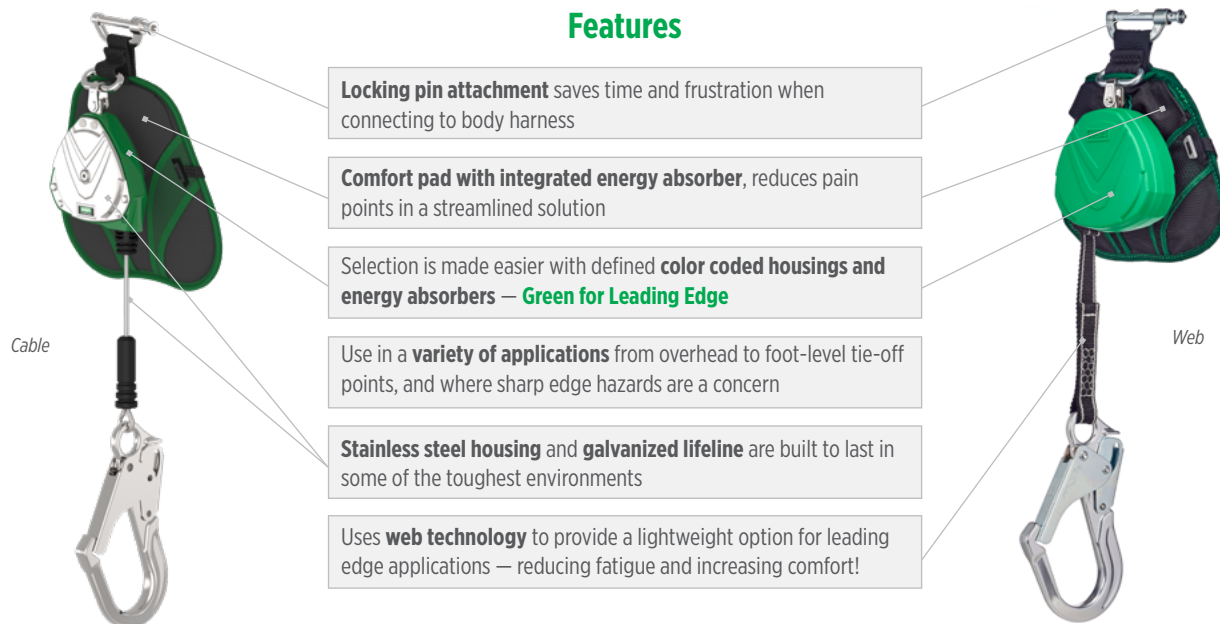 Features
Locking pin attachment saves time and frustration when
connecting to body harness
Comfort pad with integrated energy absorber, reduces pain
points in a streamlined solution
Selection is made easier with defined color coded housings and
energy absorbers — Green for Leading Edge
Cable
Use in a variety of applications from overhead to foot-level tie-off
points, and where sharp edge hazards are a concern
Web
Stainless steel housing and galvanized lifeline are built to last in
some of the toughest environments
Uses web technology to provide a lightweight option for leading
edge applications — reducing fatigue and increasing comfort!